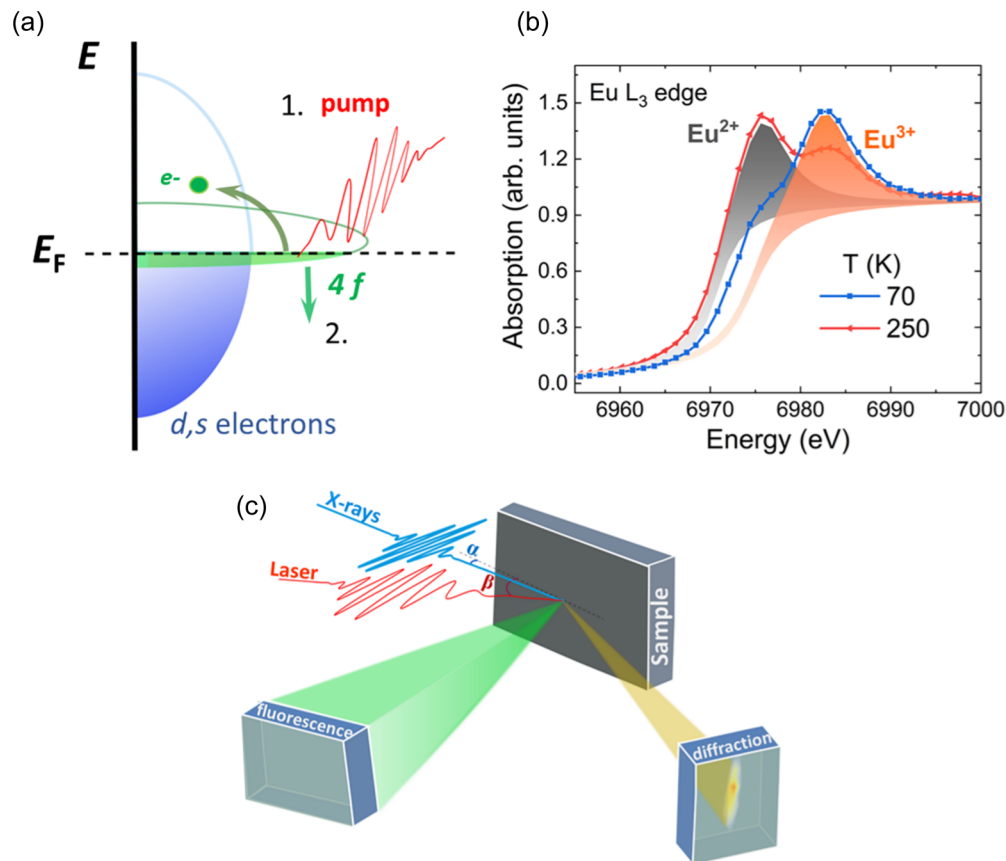 (a)
E
1. pump
e-
E_F
4 f
2.
d,s electrons
(b)
Eu L₃ edge
Eu²⁺
Eu³⁺
T (K)
70
250
Absorption (arb. units)
1.5
1.2
0.9
0.6
0.3
0.0
6960 6970 6980 6990 7000
Energy (eV)
(c)
X-rays
α
Laser
β
Sample
fluorescence
diffraction